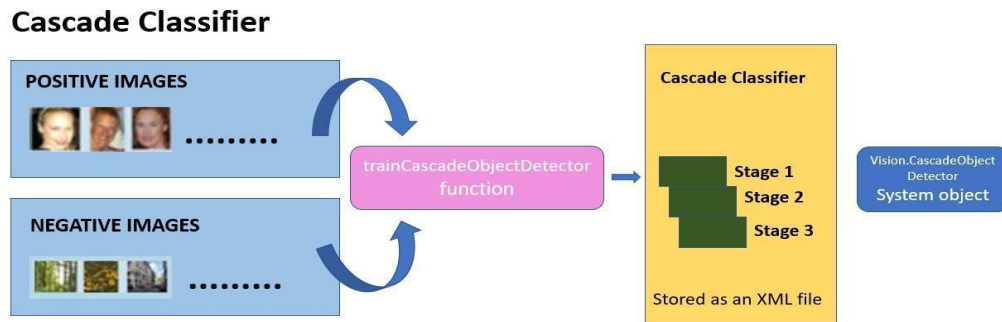 Cascade Classifier
POSITIVE IMAGES
.........
NEGATIVE IMAGES
.........
trainCascadeObjectDetector
function
Cascade Classifier
Stage 1
Stage 2
Stage 3
Stored as an XML file
Vision.CascadeObject
Detector
System object